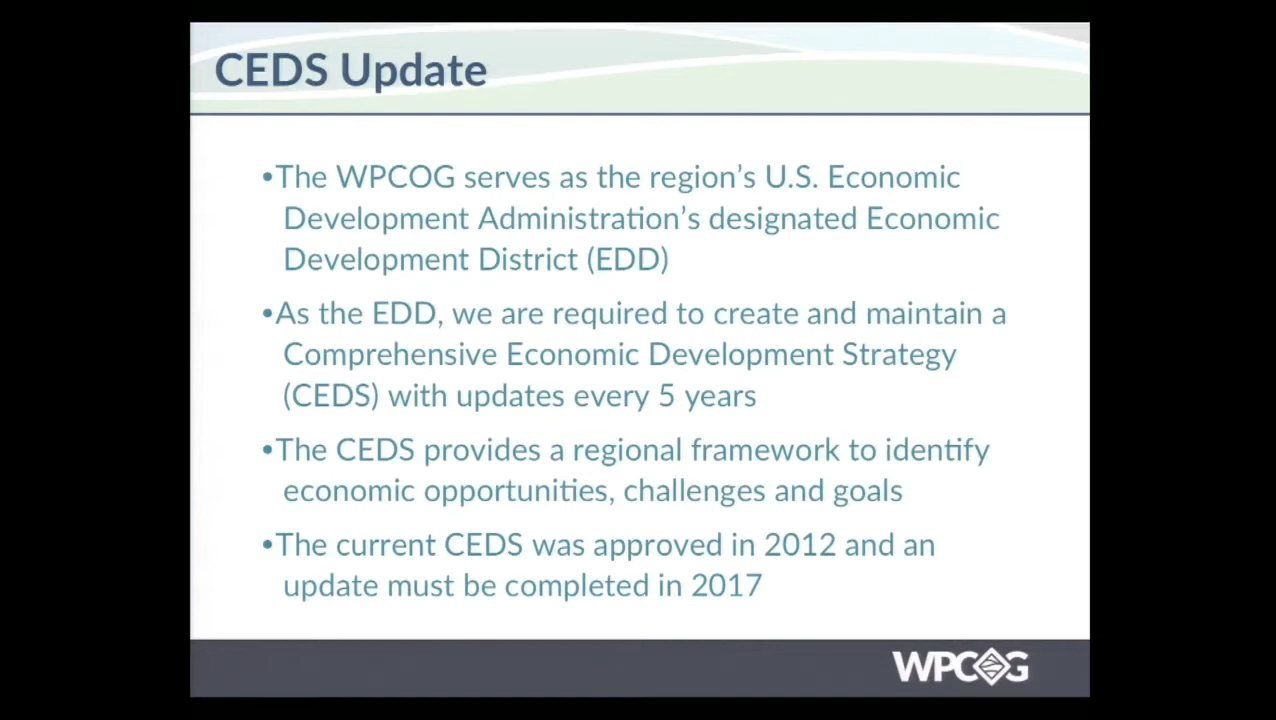 CEDS Update
•The WPCOG serves as the region's U.S. Economic
Development Administration's designated Economic
Development District (EDD)
•As the EDD, we are required to create and maintain a
Comprehensive Economic Development Strategy
(CEDS) with updates every 5 years
•The CEDS provides a regional framework to identify
economic opportunities, challenges and goals
•The current CEDS was approved in 2012 and an
update must be completed in 2017
WPCOG